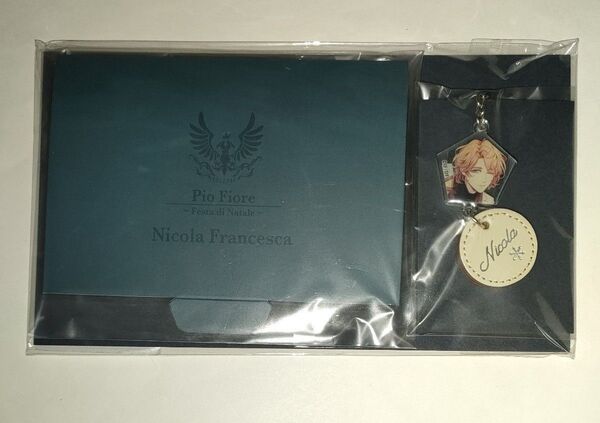 Pio Fiore
~ Festa di Natale ~
Nicola Francesca
Nicola